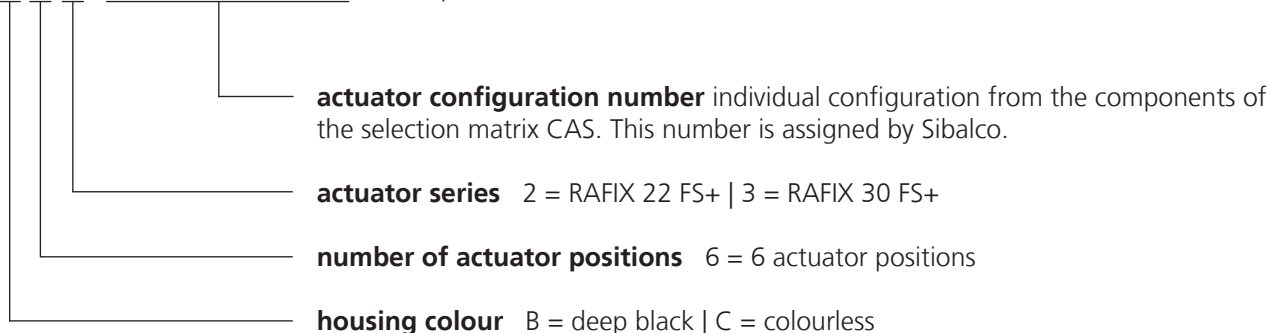 actuator configuration number individual configuration from the components of
the selection matrix CAS. This number is assigned by Sibalco.
actuator series 2 = RAFIX 22 FS+ | 3 = RAFIX 30 FS+
number of actuator positions 6 = 6 actuator positions
housing colour B = deep black | C = colourless